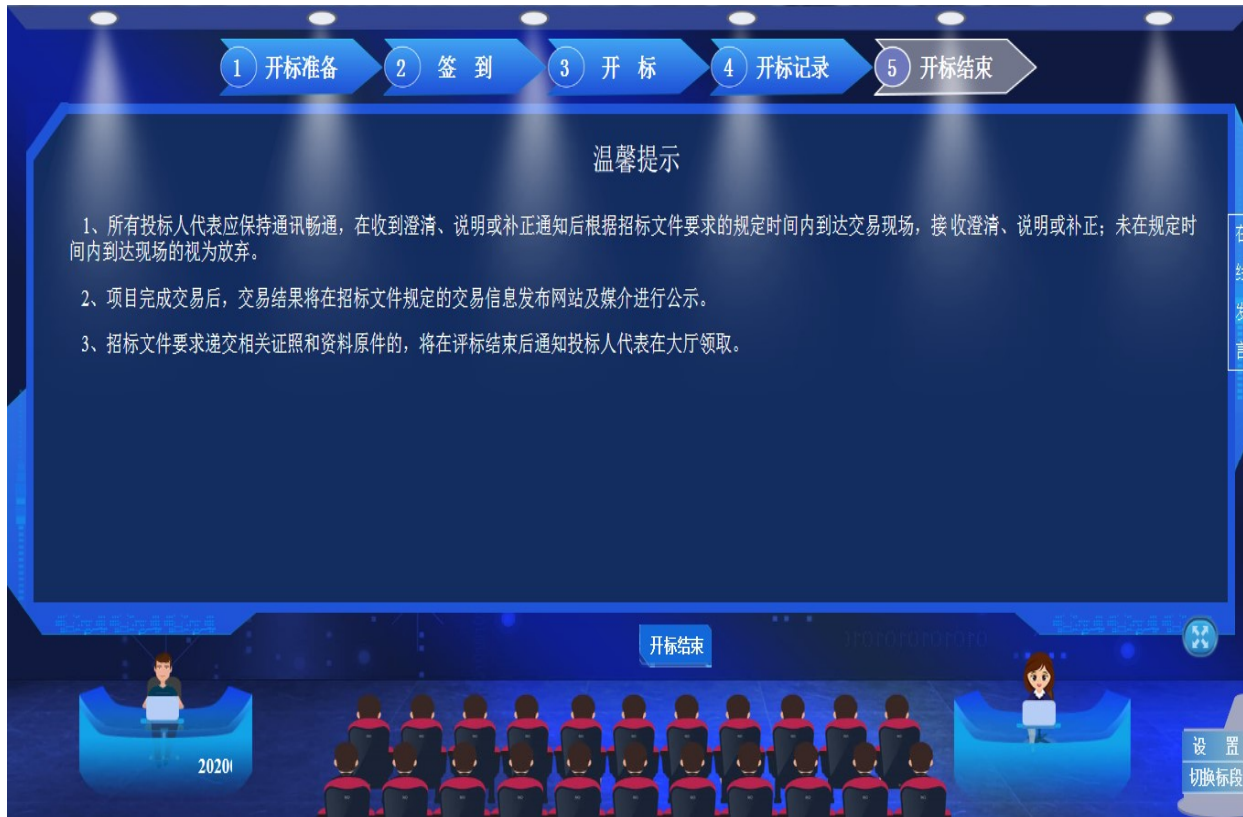 1 开标准备
2 签 到
3 开 标
4 开标记录
5 开标结束
温馨提示
1、所有投标人代表应保持通讯畅通，在收到澄清、说明或补正通知后根据招标文件要求的规定时间内到达交易现场，接收澄清、说明或补正；未在规定时
间内到达现场的视为放弃。
2、项目完成交易后，交易结果将在招标文件规定的交易信息发布网站及媒介进行公示。
3、招标文件要求递交相关证照和资料原件的，将在评标结束后通知投标人代表在大厅领取。
开标结束
2020
设 置
切换标段